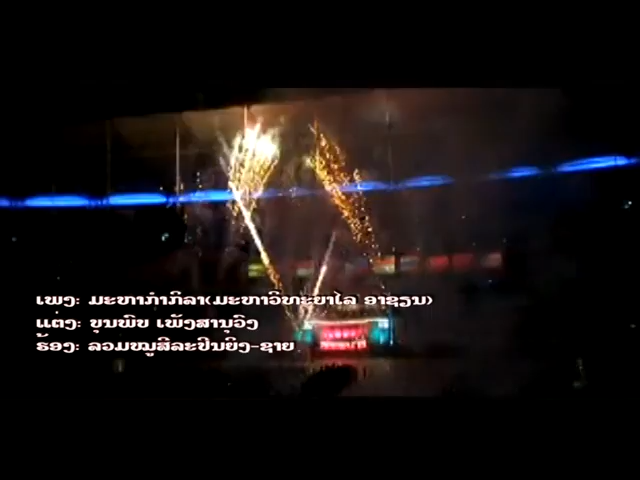 ເພງ: ມະຫາກຳກິລາ(ມະຫາວິທະຍາໄລ ອາຊຽນ)
ແຕ່ງ: ບຸນພົບ ເພັງສານຸວົງ
ຮ້ອງ: ລວມໝູ່ສິລະປິນຍິງ-ຊາຍ